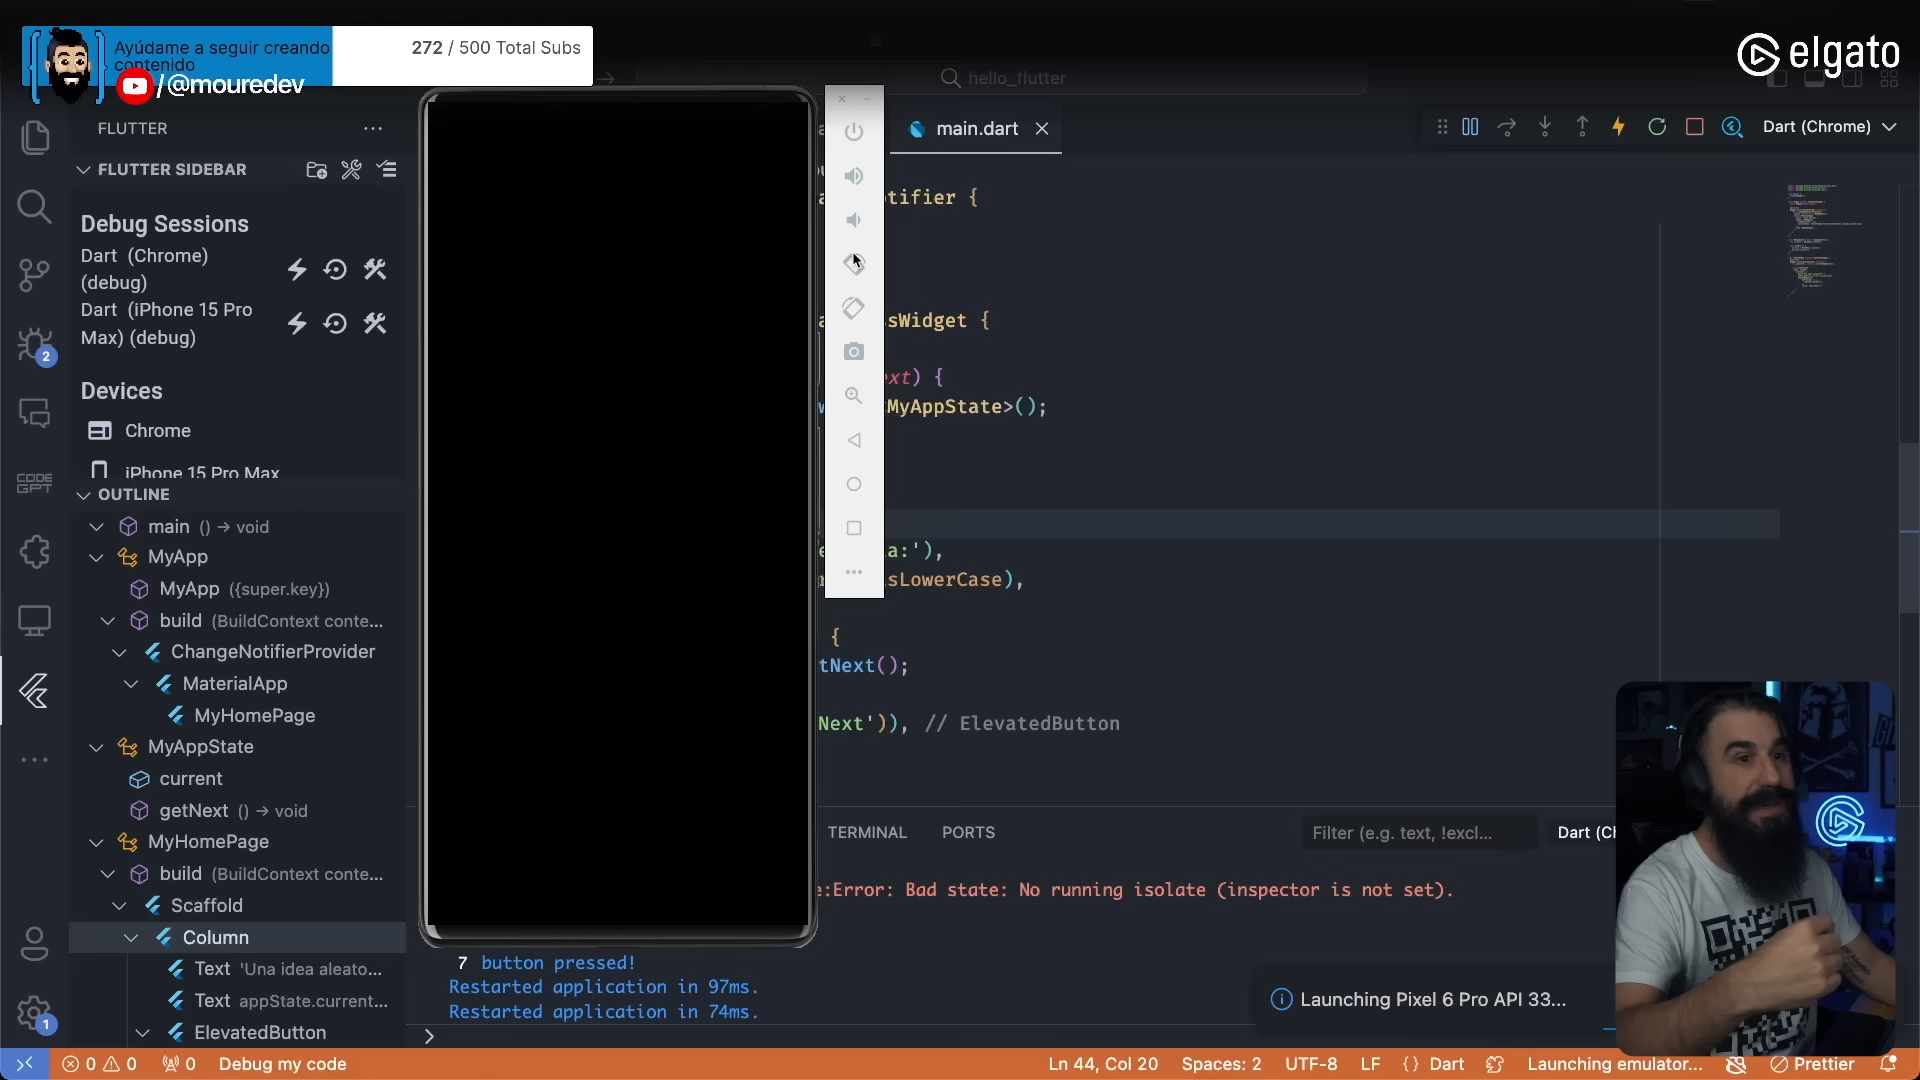 Ayúdame a seguir creando
contenido
/@mouredev
272 / 500 Total Subs
elgato
hello_flutter
FLUTTER
main.dart
Dart (Chrome)
FLUTTER SIDEBAR
Debug Sessions
Dart (Chrome)
(debug)
Dart (iPhone 15 Pro
Max) (debug)
Devices
Chrome
iPhone 15 Pro Max
OUTLINE
main () → void
MyApp
MyApp ({super.key})
build (BuildContext conte...
ChangeNotifierProvider
MaterialApp
MyHomePage
MyAppState
current
getNext () → void
MyHomePage
build (BuildContext conte...
Scaffold
Column
Text 'Una idea aleato...
Text appState.current...
ElevatedButton
CODE
GPT
2
1
tifier {
sWidget {
ext) {
MyAppState>();
a:'),
sLowerCase),
{
tNext();
Next')), // ElevatedButton
TERMINAL
PORTS
Filter (e.g. text, !excl...
Dart (Ch
e:Error: Bad state: No running isolate (inspector is not set).
7 button pressed!
Restarted application in 97ms.
Restarted application in 74ms.
Launching Pixel 6 Pro API 33...
0 0
0
Debug my code
Ln 44, Col 20
Spaces: 2
UTF-8
LF
{} Dart
Launching emulator...
Prettier